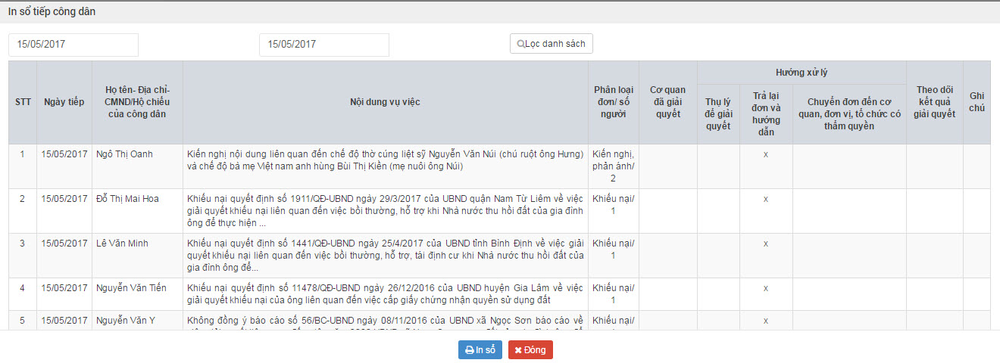 In sổ tiếp công dân
15/05/2017
15/05/2017
Lọc danh sách
STT
Ngày tiếp
Họ tên- Địa chỉ-
CMND/Hộ chiếu
của công dân
Nội dung vụ việc
Phân loại
đơn/ số
người
Cơ quan
đã giải
quyết
Hướng xử lý
Thụ lý
để giải
quyết
Trả lại
đơn và
hướng
dẫn
Chuyển đơn đến cơ
quan, đơn vị, tổ chức có
thẩm quyền
Theo dõi
kết quả
giải quyết
Ghi
chú
1
15/05/2017
Ngô Thị Oanh
Kiến nghị nội dung liên quan đến chế độ thờ cúng liệt sỹ Nguyễn Văn Núi (chú ruột ông Hưng)
và chế độ bà mẹ Việt nam anh hùng Bùi Thị Kiền (mẹ nuôi ông Núi)
Kiến nghị,
phản ánh/
2
x
2
15/05/2017
Đỗ Thị Mai Hoa
Khiếu nại quyết định số 1911/QĐ-UBND ngày 29/3/2017 của UBND quận Nam Từ Liêm về việc
giải quyết khiếu nại liên quan đến việc bồi thường, hỗ trợ khi Nhà nước thu hồi đất của gia đình
ông để thực hiện ...
Khiếu nại/
1
x
3
15/05/2017
Lê Văn Minh
Khiếu nại quyết định số 1441/QĐ-UBND ngày 25/4/2017 của UBND tỉnh Bình Định về việc giải
quyết khiếu nại liên quan đến việc bồi thường, hỗ trợ, tái định cư khi Nhà nước thu hồi đất của
gia đình ông để...
Khiếu nại/
1
x
4
15/05/2017
Nguyễn Văn Tiến
Khiếu nại quyết định số 11478/QĐ-UBND ngày 26/12/2016 của UBND huyện Gia Lâm về việc
giải quyết khiếu nại của ông liên quan đến việc cấp giấy chứng nhận quyền sử dụng đất
Khiếu nại/
1
x
5
15/05/2017
Nguyễn Văn Y
Không đồng ý báo cáo số 56/BC-UBND ngày 08/11/2016 của UBND xã Ngọc Sơn báo cáo về
Khiếu nại/
x
In sổ
Đóng